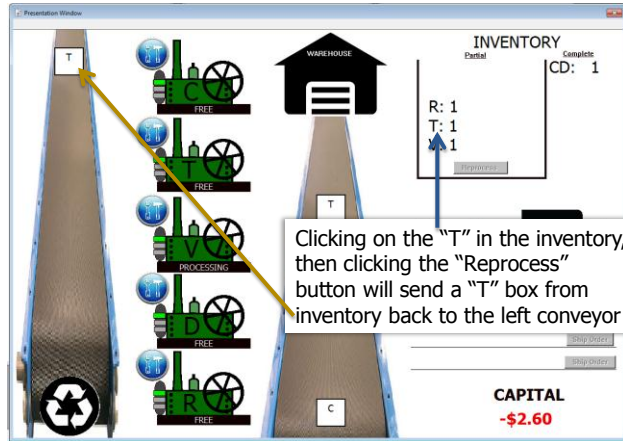 Presentation Window
T
C
FREE
T
FREE
V
PROCESSING
D
FREE
R
FREE
WAREHOUSE
T
C
INVENTORY
Partial
Complete
CD: 1
R: 1
T: 1
: 1
Reprocess
Clicking on the “T” in the inventory,
then clicking the “Reprocess”
button will send a “T” box from
inventory back to the left conveyor
Ship Order
Ship Order
CAPITAL
-$2.60